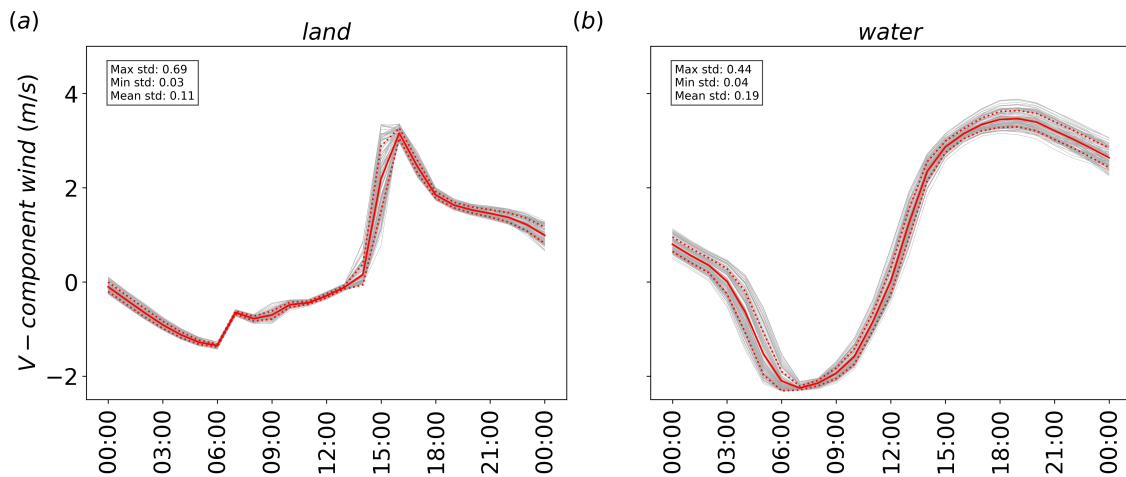 (a)
land
(b)
water
Max std: 0.69
Min std: 0.03
Mean std: 0.11
Max std: 0.44
Min std: 0.04
Mean std: 0.19
V − component wind (m/s)
4
2
0
−2
00:00
03:00
06:00
09:00
12:00
15:00
18:00
21:00
00:00
00:00
03:00
06:00
09:00
12:00
15:00
18:00
21:00
00:00